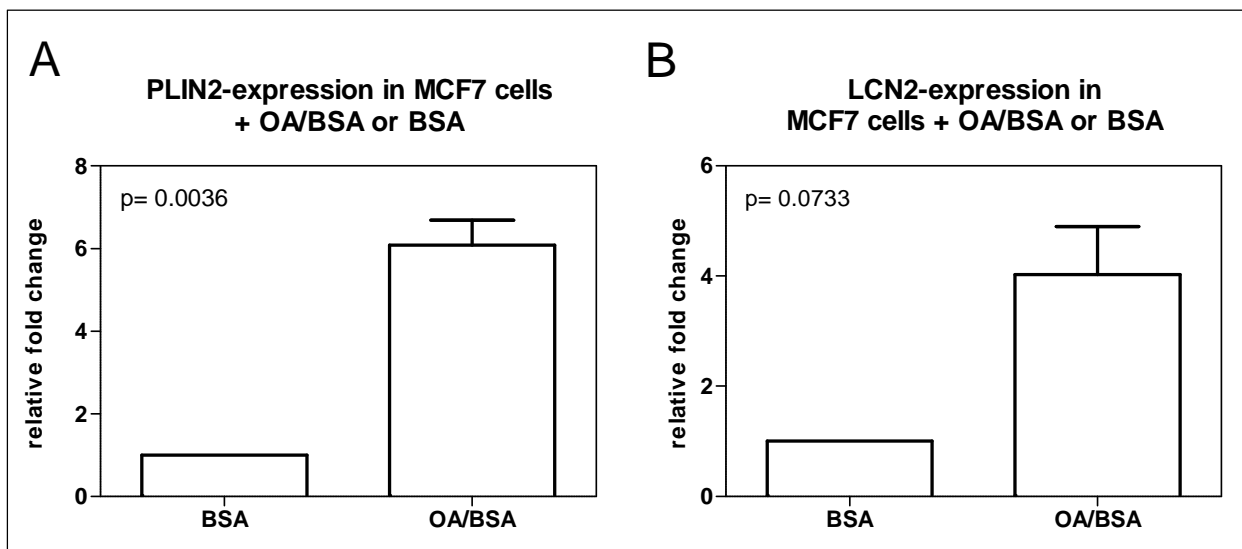 A
PLIN2-expression in MCF7 cells
+ OA/BSA or BSA
p= 0.0036
relative fold change
8
6
4
2
0
BSA OA/BSA
B
LCN2-expression in
MCF7 cells + OA/BSA or BSA
p= 0.0733
relative fold change
6
4
2
0
BSA OA/BSA